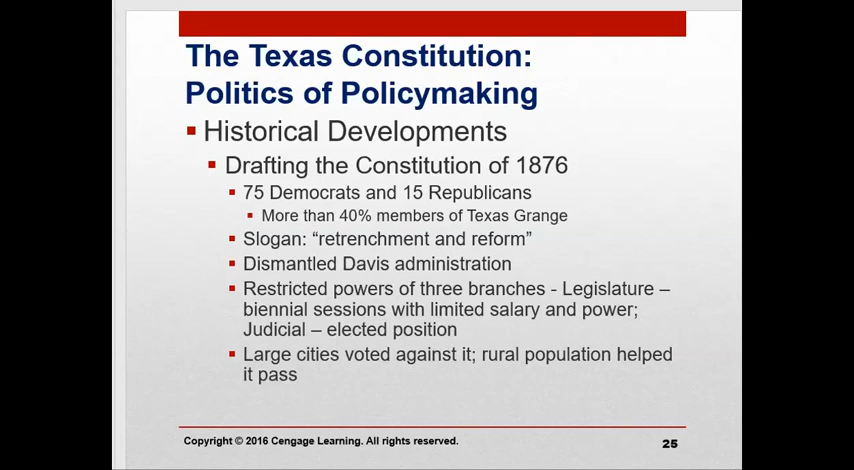 The Texas Constitution:
Politics of Policymaking
Historical Developments
Drafting the Constitution of 1876
75 Democrats and 15 Republicans
More than 40% members of Texas Grange
Slogan: “retrenchment and reform”
Dismantled Davis administration
Restricted powers of three branches - Legislature –
biennial sessions with limited salary and power;
Judicial – elected position
Large cities voted against it; rural population helped
it pass
Copyright © 2016 Cengage Learning. All rights reserved.
25